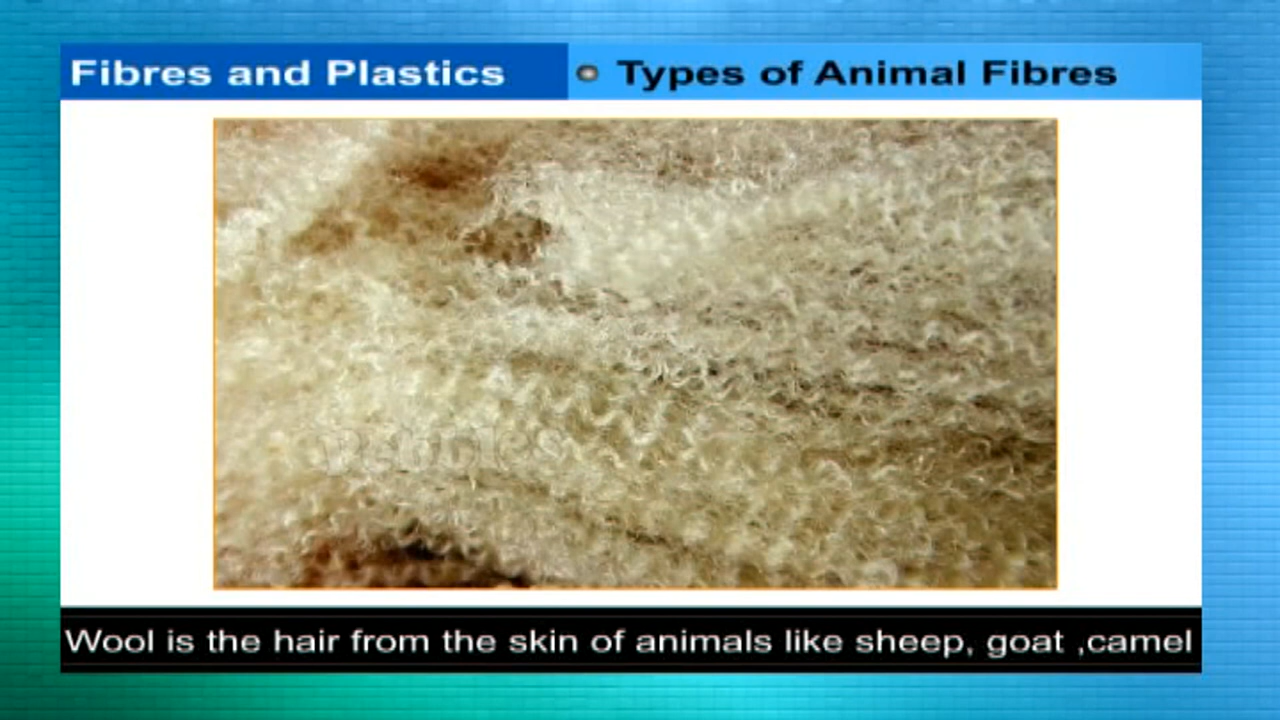 Fibres and Plastics
Types of Animal Fibres
Pebbles
Wool is the hair from the skin of animals like sheep, goat ,camel